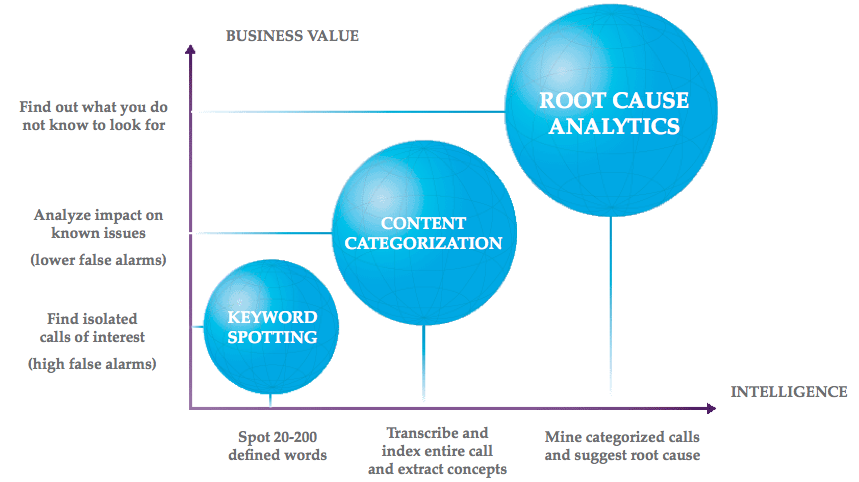 BUSINESS VALUE
ROOT CAUSE
ANALYTICS
Find out what you do
not know to look for
CONTENT
CATEGORIZATION
Analyze impact on
known issues
(lower false alarms)
KEYWORD
SPOTTING
Find isolated
calls of interest
(high false alarms)
INTELLIGENCE
Spot 20-200
defined words
Transcribe and
index entire call
and extract concepts
Mine categorized calls
and suggest root cause